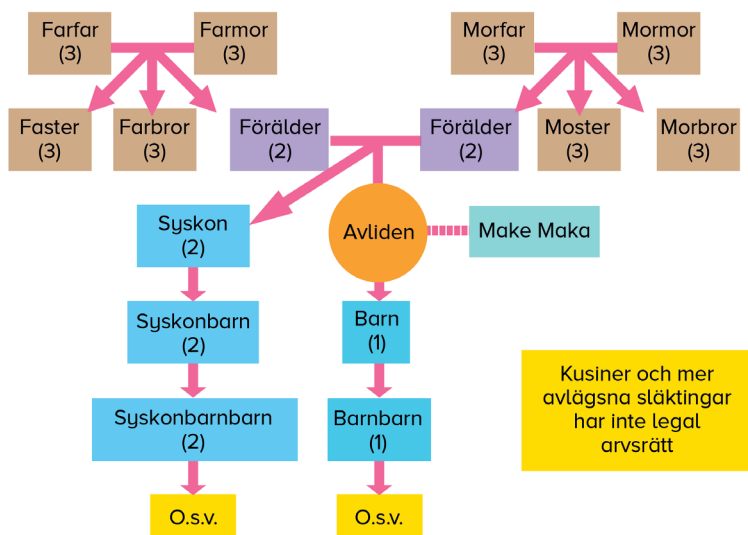 Farfar
(3)
Farmor
(3)
Morfar
(3)
Mormor
(3)
Faster
(3)
Farbror
(3)
Förälder
(2)
Förälder
(2)
Moster
(3)
Morbror
(3)
Syskon
(2)
Avliden
Make Maka
Syskonbarn
(2)
Barn
(1)
Kusiner och mer
avlägsna släktingar
har inte legal
arvsrätt
Syskonbarnbarn
(2)
Barnbarn
(1)
O.s.v.
O.s.v.